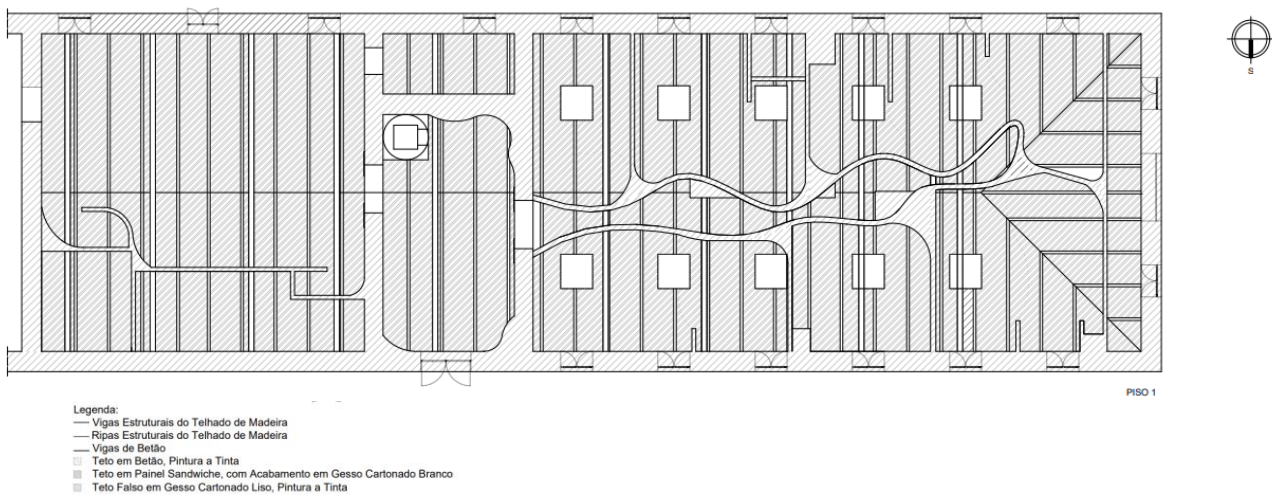 S
PISO 1
Legenda:
Vigas Estruturais do Telhado de Madeira
Ripas Estruturais do Telhado de Madeira
Vigas de Betão
Teto em Betão, Pintura a Tinta
Teto em Painel Sandwiche, com Acabamento em Gesso Cartonado Branco
Teto Falso em Gesso Cartonado Liso, Pintura a Tinta